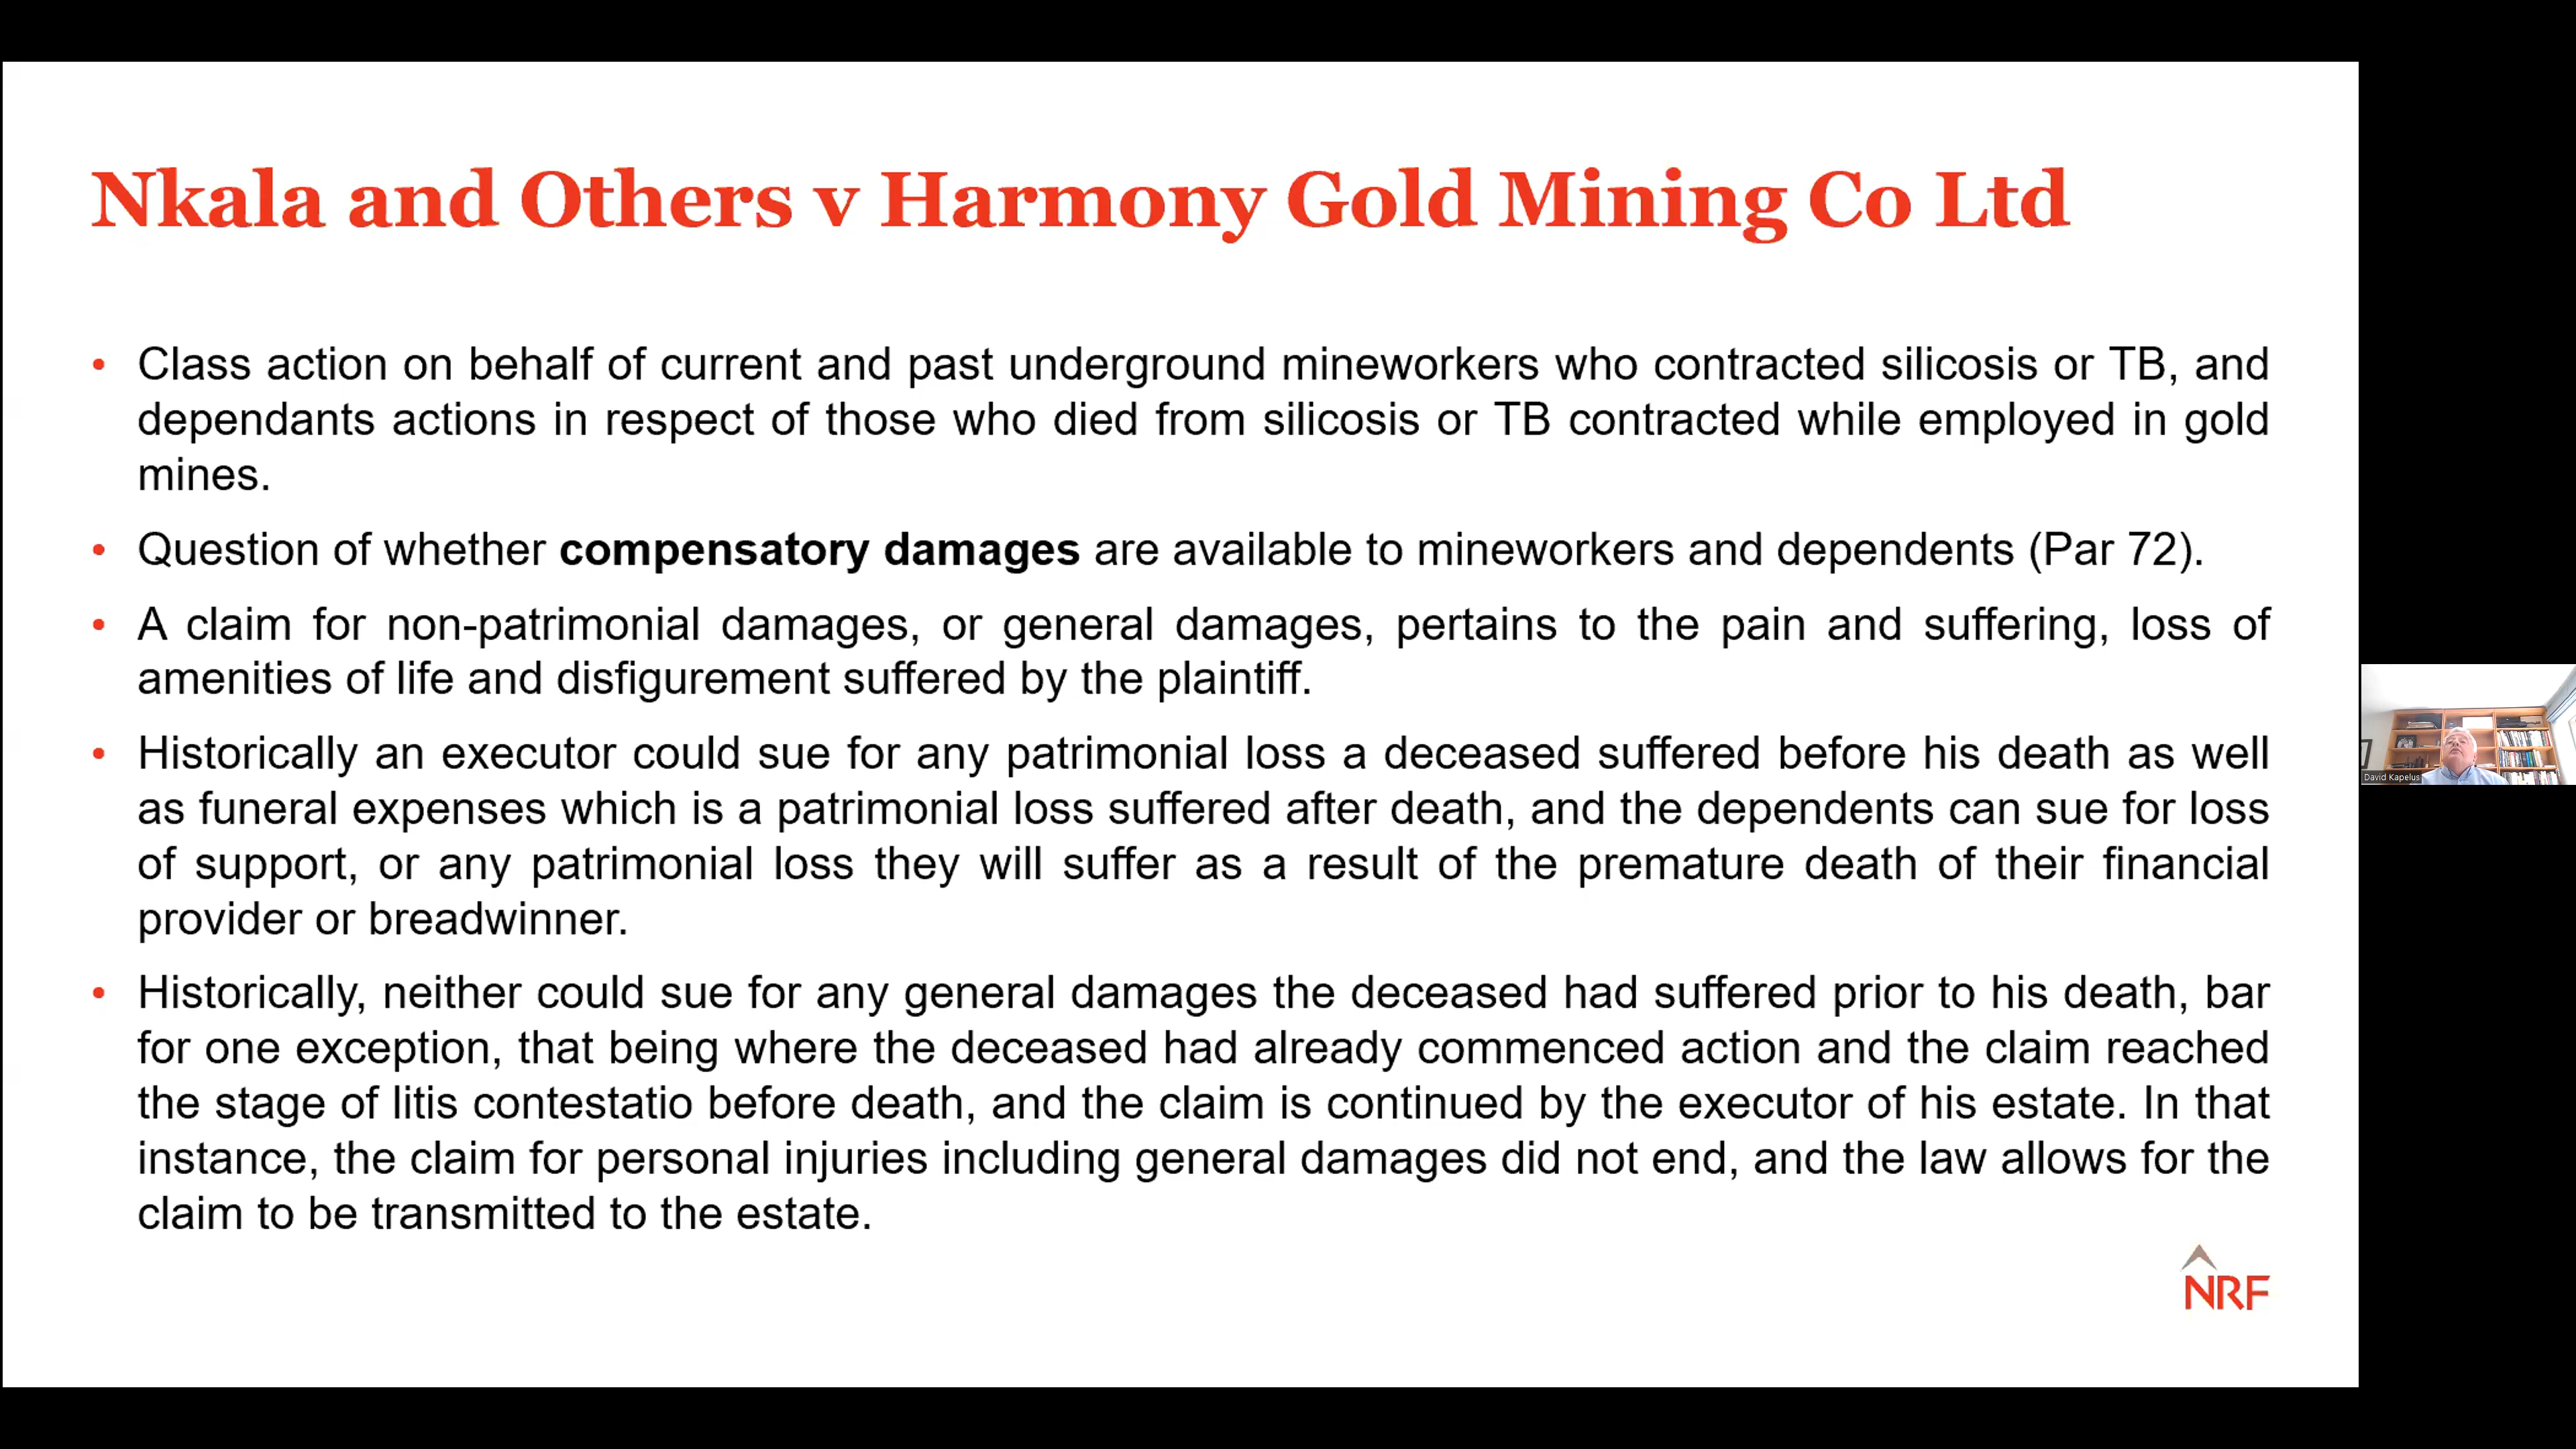 Nkala and Others v Harmony Gold Mining Co Ltd
• Class action on behalf of current and past underground mineworkers who contracted silicosis or TB, and
dependants actions in respect of those who died from silicosis or TB contracted while employed in gold
mines.
• Question of whether compensatory damages are available to mineworkers and dependents (Par 72).
• A claim for non-patrimonial damages, or general damages, pertains to the pain and suffering, loss of
amenities of life and disfigurement suffered by the plaintiff.
• Historically an executor could sue for any patrimonial loss a deceased suffered before his death as well
as funeral expenses which is a patrimonial loss suffered after death, and the dependents can sue for loss
of support, or any patrimonial loss they will suffer as a result of the premature death of their financial
provider or breadwinner.
• Historically, neither could sue for any general damages the deceased had suffered prior to his death, bar
for one exception, that being where the deceased had already commenced action and the claim reached
the stage of litis contestatio before death, and the claim is continued by the executor of his estate. In that
instance, the claim for personal injuries including general damages did not end, and the law allows for the
claim to be transmitted to the estate.
NRF
David Kapelus